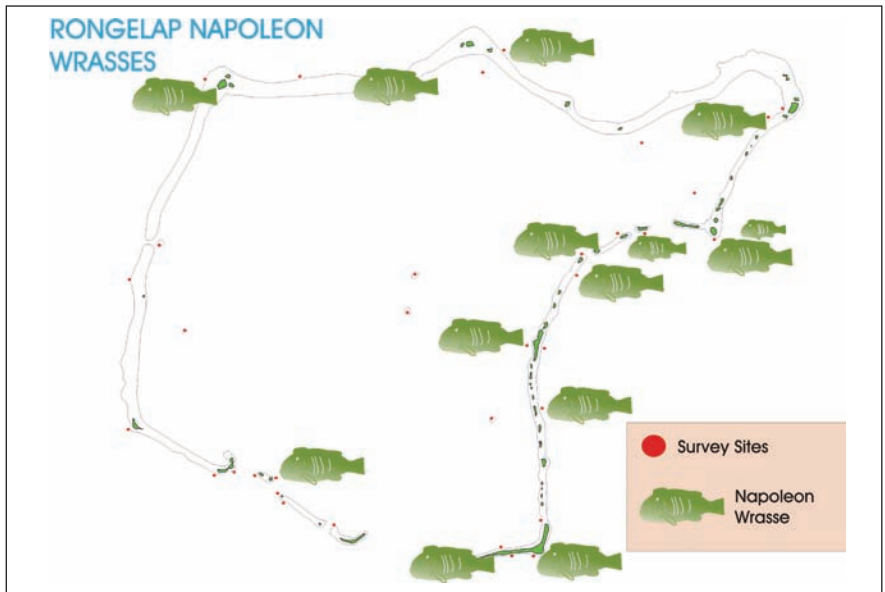 RONGELAP NAPOLEON
WRASSES
Survey Sites
Napoleon
Wrasse